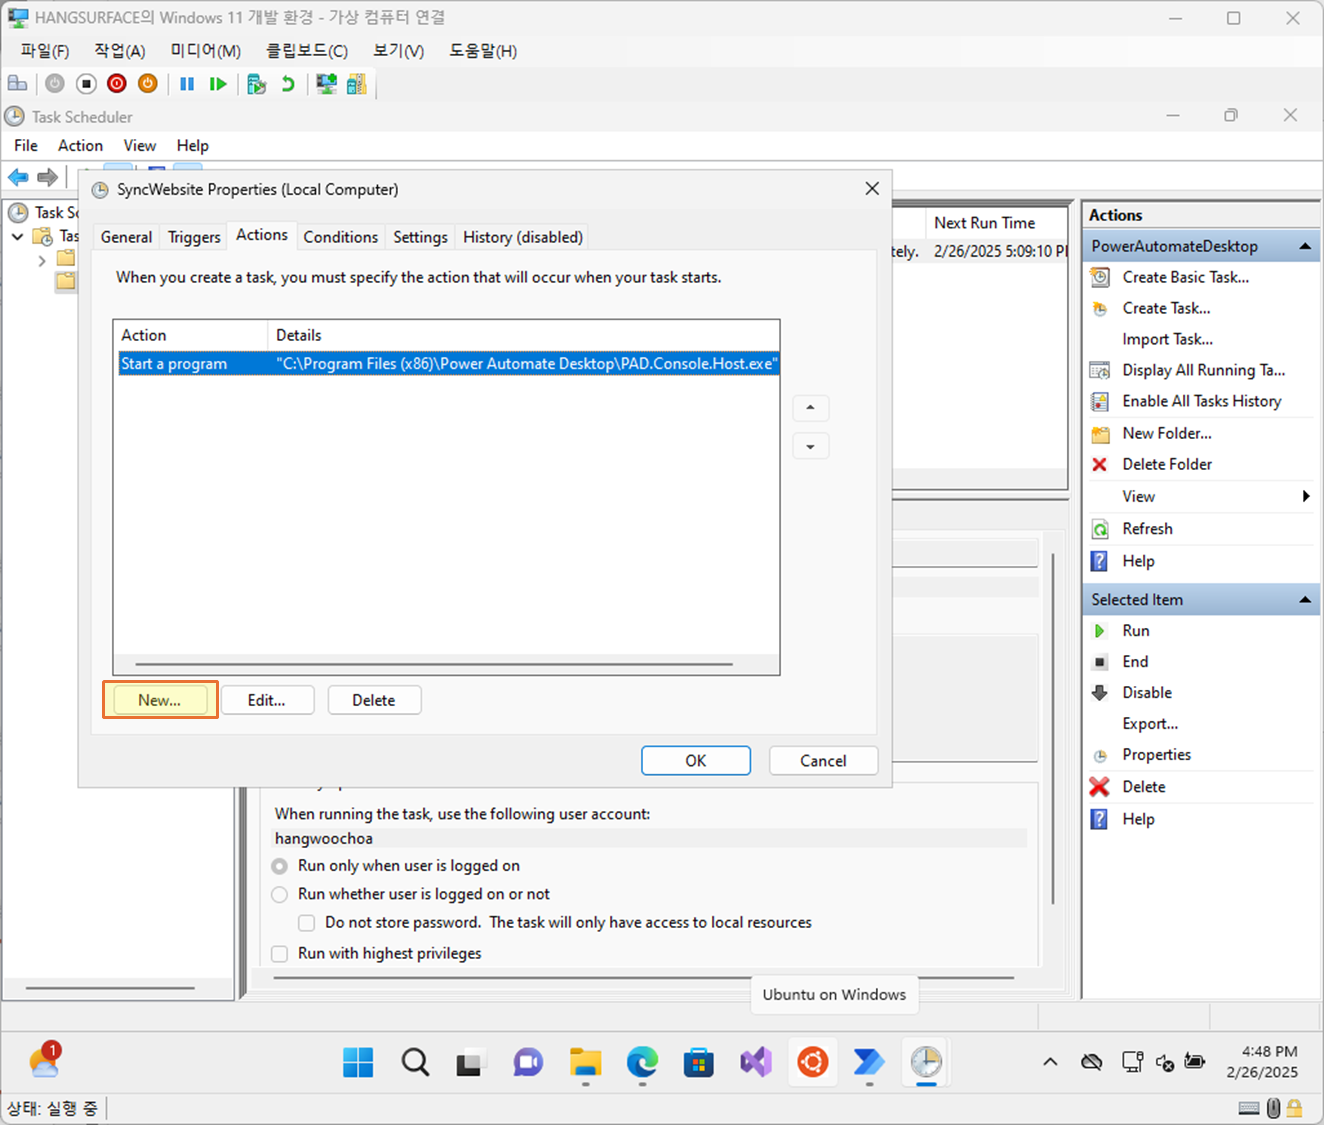 HANGSURFACE의 Windows 11 개발 환경 - 가상 컴퓨터 연결
파일(F) 작업(A) 미디어(M) 클립보드(C) 보기(V) 도움말(H)
Task Scheduler
File Action View Help
SyncWebsite Properties (Local Computer)
General Triggers Actions Conditions Settings History (disabled)
When you create a task, you must specify the action that will occur when your task starts.
Action Details
Start a program "C:\Program Files (x86)\Power Automate Desktop\PAD.Console.Host.exe"
New... Edit... Delete
OK Cancel
Next Run Time
tely. 2/26/2025 5:09:10
When running the task, use the following user account:
hangwoochoa
Run only when user is logged on
Run whether user is logged on or not
Do not store password. The task will only have access to local resources
Run with highest privileges
Actions
PowerAutomateDesktop
Create Basic Task...
Create Task...
Import Task...
Display All Running Ta...
Enable All Tasks History
New Folder...
Delete Folder
View
Refresh
Help
Selected Item
Run
End
Disable
Export...
Properties
Delete
Help
Ubuntu on Windows
1
4:48 PM
2/26/2025
상태: 실행 중